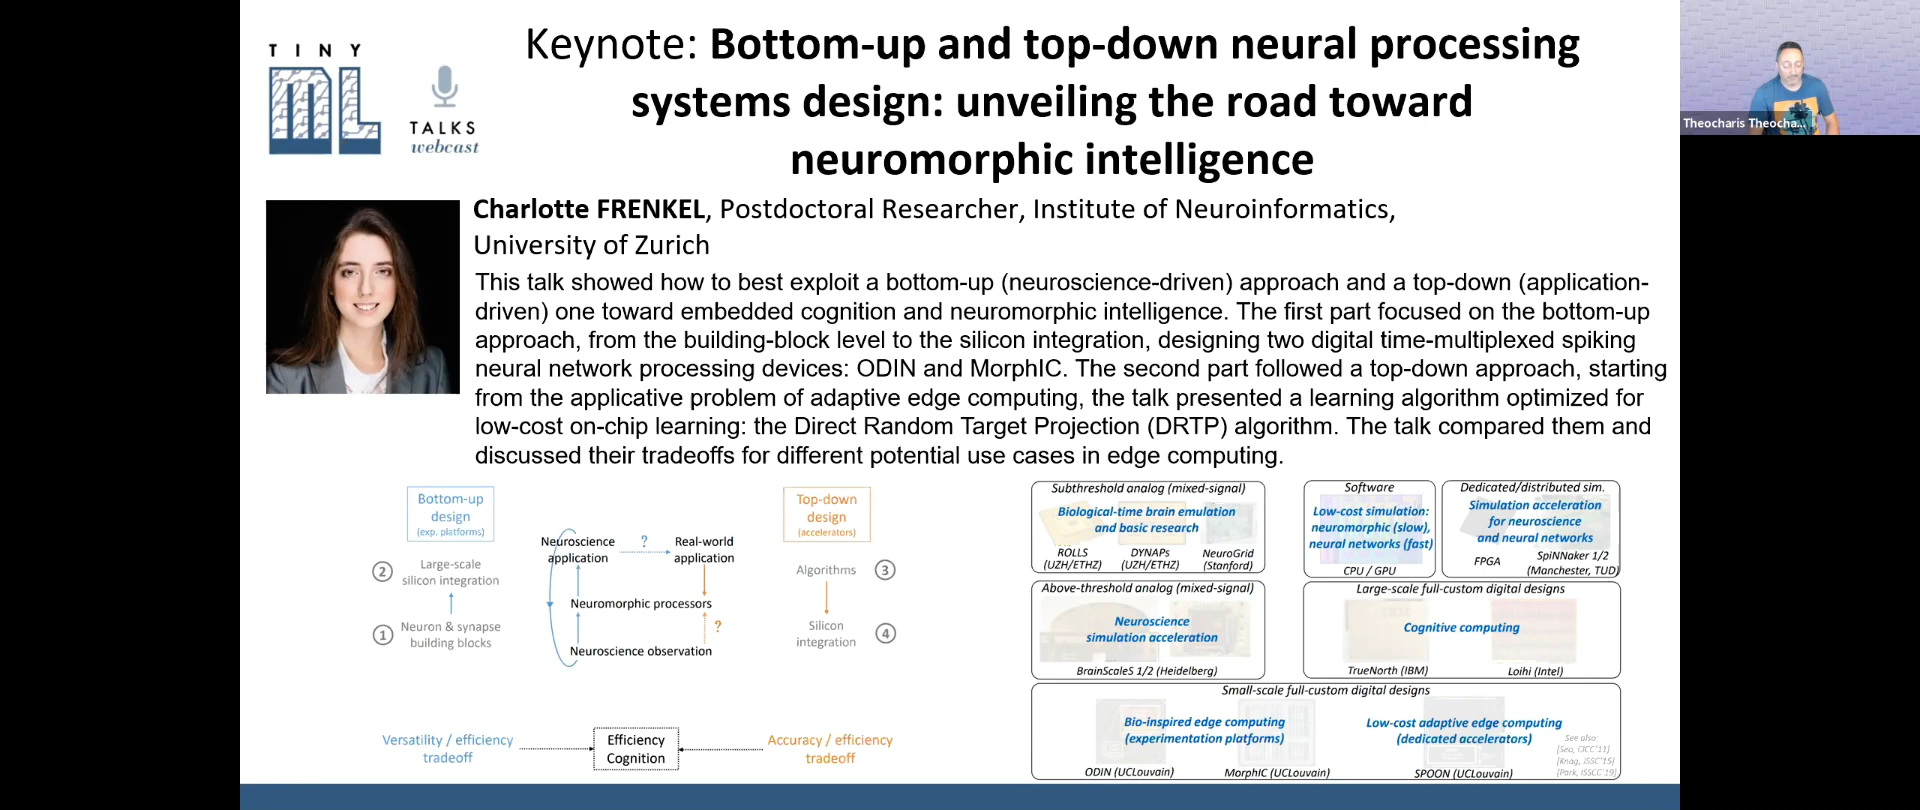 TINY
ML
TALKS
webcast
Keynote: Bottom-up and top-down neural processing
systems design: unveiling the road toward
neuromorphic intelligence
Theocharis Theocha...
Charlotte FRENKEL, Postdoctoral Researcher, Institute of Neuroinformatics,
University of Zurich
This talk showed how to best exploit a bottom-up (neuroscience-driven) approach and a top-down (application-
driven) one toward embedded cognition and neuromorphic intelligence. The first part focused on the bottom-up
approach, from the building-block level to the silicon integration, designing two digital time-multiplexed spiking
neural network processing devices: ODIN and MorphIC. The second part followed a top-down approach, starting
from the applicative problem of adaptive edge computing, the talk presented a learning algorithm optimized for
low-cost on-chip learning: the Direct Random Target Projection (DRTP) algorithm. The talk compared them and
discussed their tradeoffs for different potential use cases in edge computing.
Bottom-up
design
(exp. platforms)
2
Large-scale
silicon integration
1
Neuron & synapse
building blocks
Neuroscience
application
?
Real-world
application
Neuromorphic processors
?
Neuroscience observation
Top-down
design
(accelerators)
Algorithms
3
Silicon
integration
4
Versatility / efficiency
tradeoff
Efficiency
Cognition
Accuracy / efficiency
tradeoff
Subthreshold analog (mixed-signal)
Biological-time brain emulation
and basic research
ROLLS
(UZH/ETHZ)
DYNAPs
(UZH/ETHZ)
NeuroGrid
(Stanford)
Software
Low-cost simulation:
neuromorphic (slow),
neural networks (fast)
CPU / GPU
Dedicated/distributed sim.
Simulation acceleration
for neuroscience
and neural networks
FPGA
SpiNNaker 1/2
(Manchester, TUD)
Above-threshold analog (mixed-signal)
Neuroscience
simulation acceleration
BrainScaleS 1/2 (Heidelberg)
Large-scale full-custom digital designs
Cognitive computing
TrueNorth (IBM)
Loihi (Intel)
Small-scale full-custom digital designs
Bio-inspired edge computing
(experimentation platforms)
ODIN (UCLouvain)
MorphIC (UCLouvain)
Low-cost adaptive edge computing
(dedicated accelerators)
SPOON (UCLouvain)
See also:
[Seo, CICC'11]
[Knag, JSSC'15]
[Park, ISSCC'19]